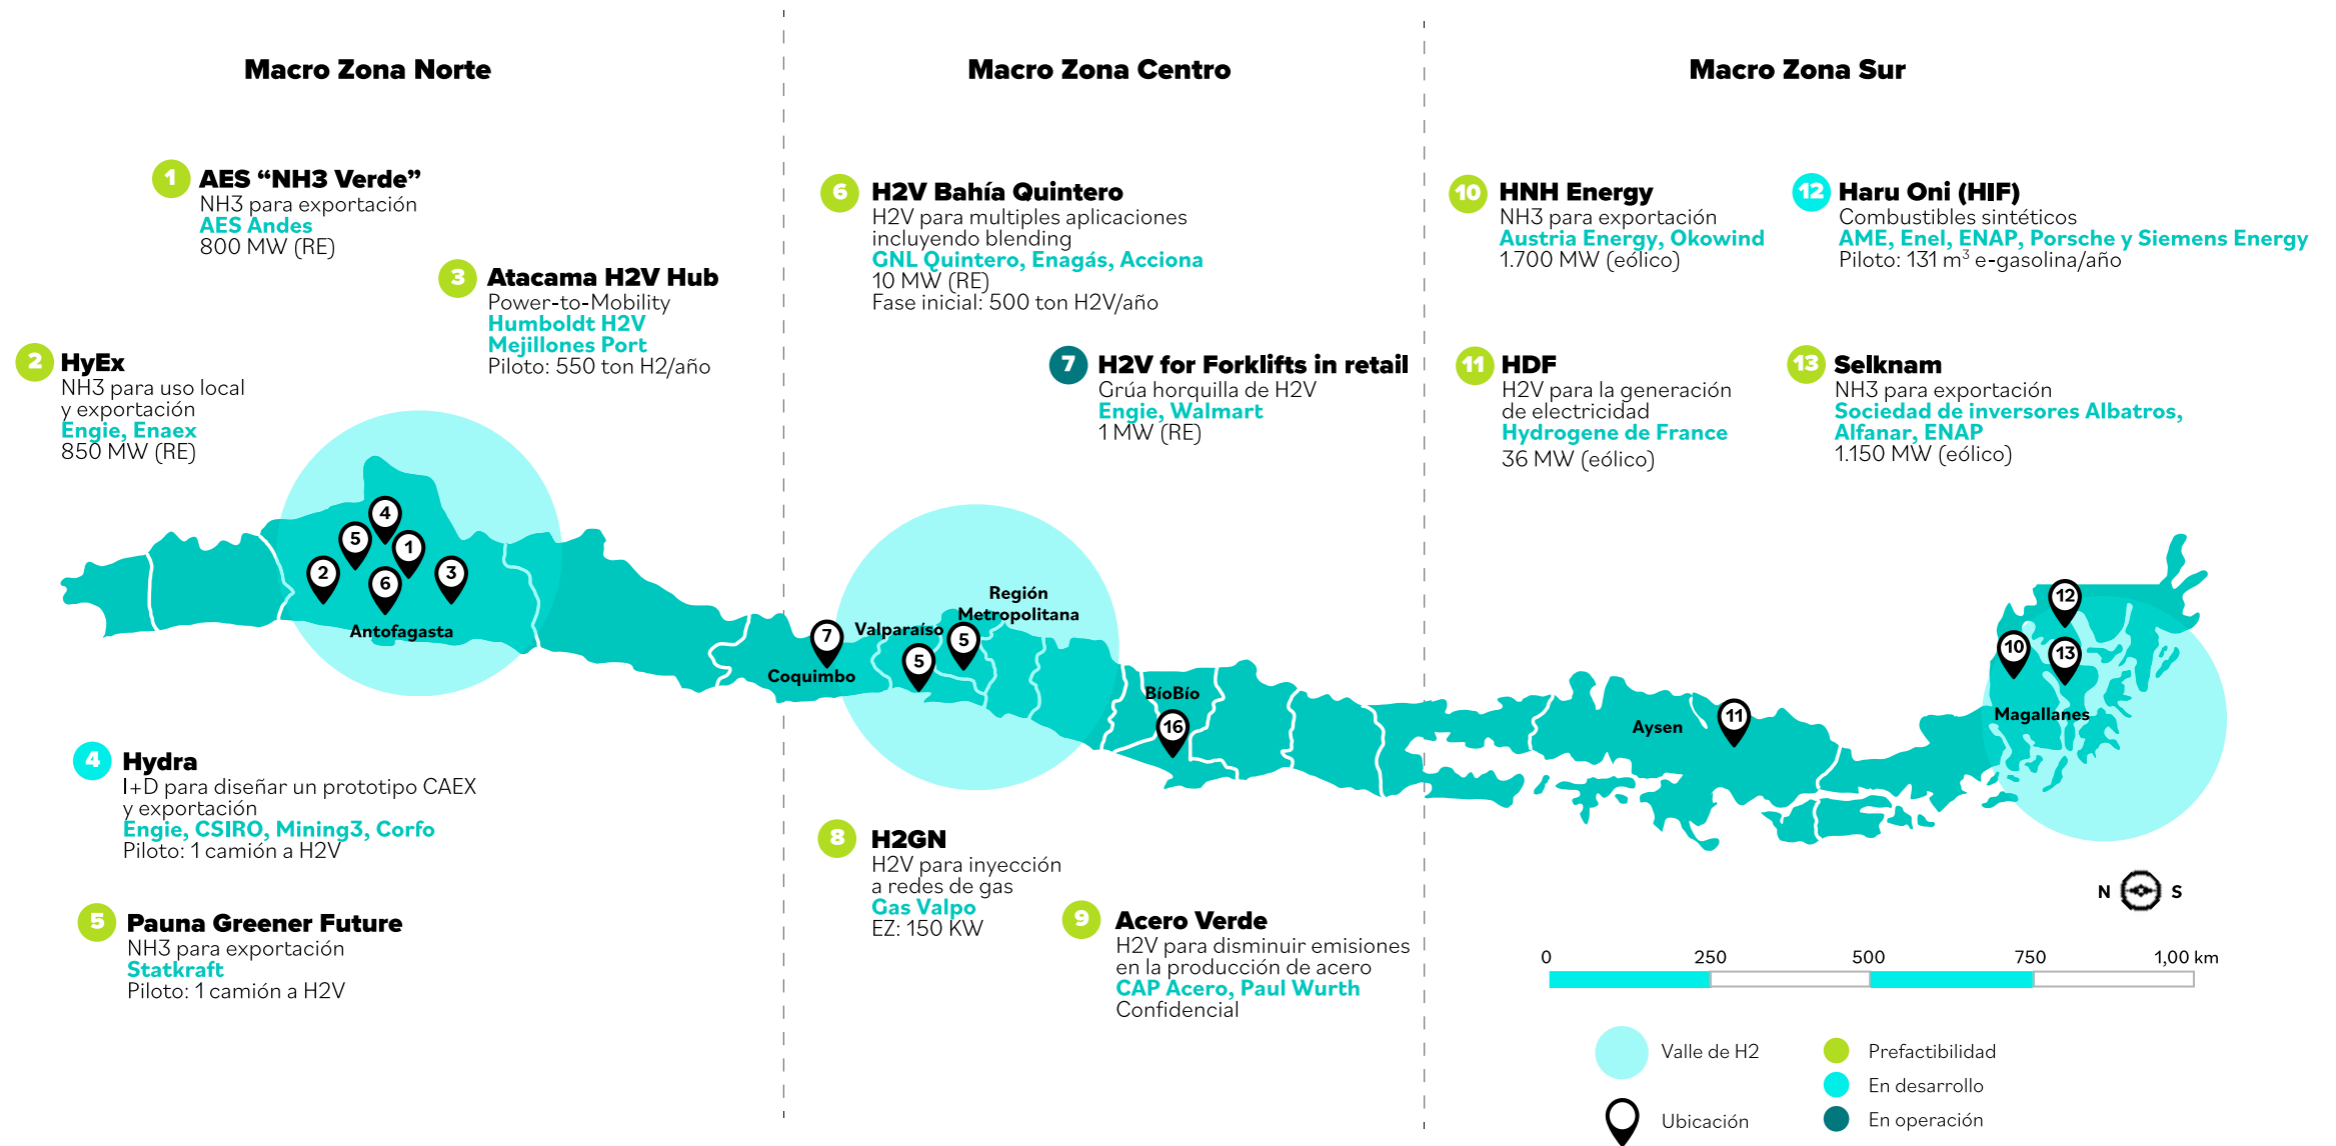 Macro Zona Norte
Macro Zona Centro
Macro Zona Sur
1
AES “NH3 Verde”
NH3 para exportación
AES Andes
800 MW (RE)
3
Atacama H2V Hub
Power-to-Mobility
Humboldt H2V
Mejillones Port
Piloto: 550 ton H2/año
2
HyEx
NH3 para uso local
y exportación
Engie, Enaex
850 MW (RE)
6
H2V Bahía Quintero
H2V para multiples aplicaciones
incluyendo blending
GNL Quintero, Enagás, Acciona
10 MW (RE)
Fase inicial: 500 ton H2V/año
7
H2V for Forklifts in retail
Grúa horquilla de H2V
Engie, Walmart
1 MW (RE)
10
HNH Energy
NH3 para exportación
Austria Energy, Okowind
1.700 MW (eólico)
12
Haru Oni (HIF)
Combustibles sintéticos
AME, Enel, ENAP, Porsche y Siemens Energy
Piloto: 131 m³ e-gasolina/año
11
HDF
H2V para la generación
de electricidad
Hydrogene de France
36 MW (eólico)
13
Selknam
NH3 para exportación
Sociedad de inversores Albatros,
Alfanar, ENAP
1.150 MW (eólico)
4
5
1
2
6
3
Antofagasta
7
Coquimbo
Valparaíso
5
5
Región
Metropolitana
BíoBío
16
Aysen
11
12
10
13
Magallanes
4
Hydra
I+D para diseñar un prototipo CAEX
y exportación
Engie, CSIRO, Mining3, Corfo
Piloto: 1 camión a H2V
5
Pauna Greener Future
NH3 para exportación
Statkraft
Piloto: 1 camión a H2V
8
H2GN
H2V para inyección
a redes de gas
Gas Valpo
EZ: 150 KW
9
Acero Verde
H2V para disminuir emisiones
en la producción de acero
CAP Acero, Paul Wurth
Confidencial
N S
0 250 500 750 1,00 km
Valle de H2
Ubicación
Prefactibilidad
En desarrollo
En operación